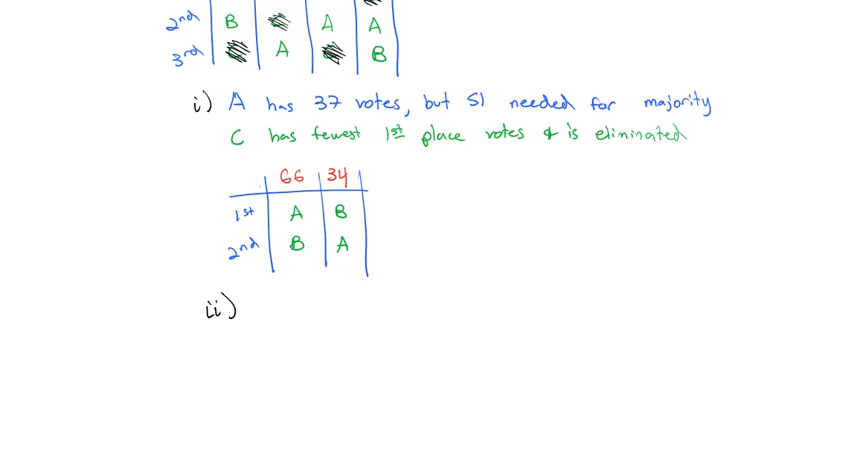 2nd B A A
3rd A B
i) A has 37 votes, but 51 needed for majority
C has fewest 1st place votes & is eliminated
66 34
1st A B
2nd B A
ii)